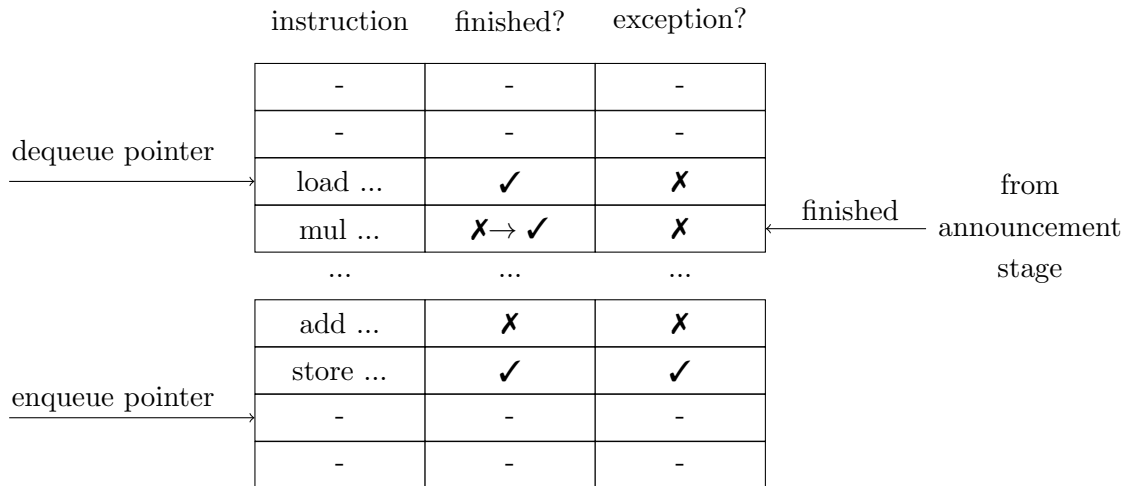 instruction finished? exception?
- - -
- - -
dequeue pointer
load ... ✓ ✗
mul ... ✗→ ✓ ✗
finished
from
announcement
stage
... ... ...
add ... ✗ ✗
store ... ✓ ✓
enqueue pointer
- - -
- - -